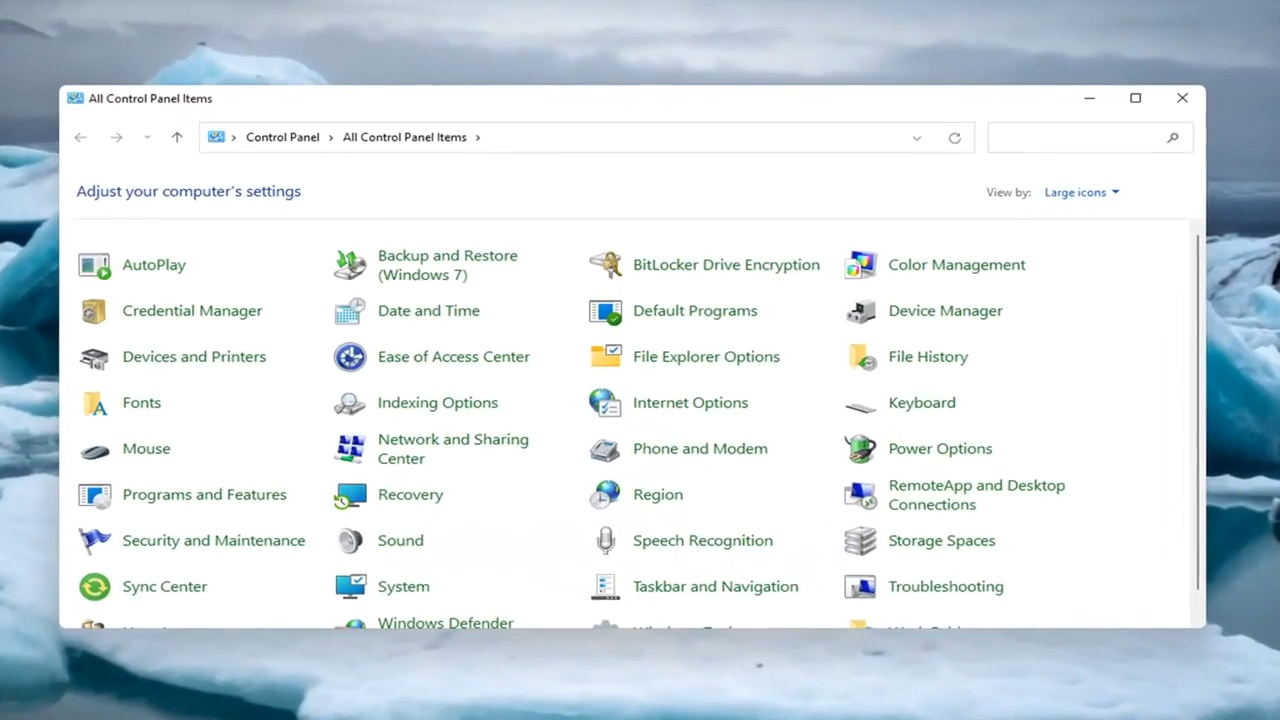 All Control Panel Items
Control Panel > All Control Panel Items >
Adjust your computer's settings
View by: Large icons
AutoPlay
Backup and Restore
(Windows 7)
BitLocker Drive Encryption
Color Management
Credential Manager
Date and Time
Default Programs
Device Manager
Devices and Printers
Ease of Access Center
File Explorer Options
File History
Fonts
Indexing Options
Internet Options
Keyboard
Mouse
Network and Sharing
Center
Phone and Modem
Power Options
Programs and Features
Recovery
Region
RemoteApp and Desktop
Connections
Security and Maintenance
Sound
Speech Recognition
Storage Spaces
Sync Center
System
Taskbar and Navigation
Troubleshooting
Windows Defender